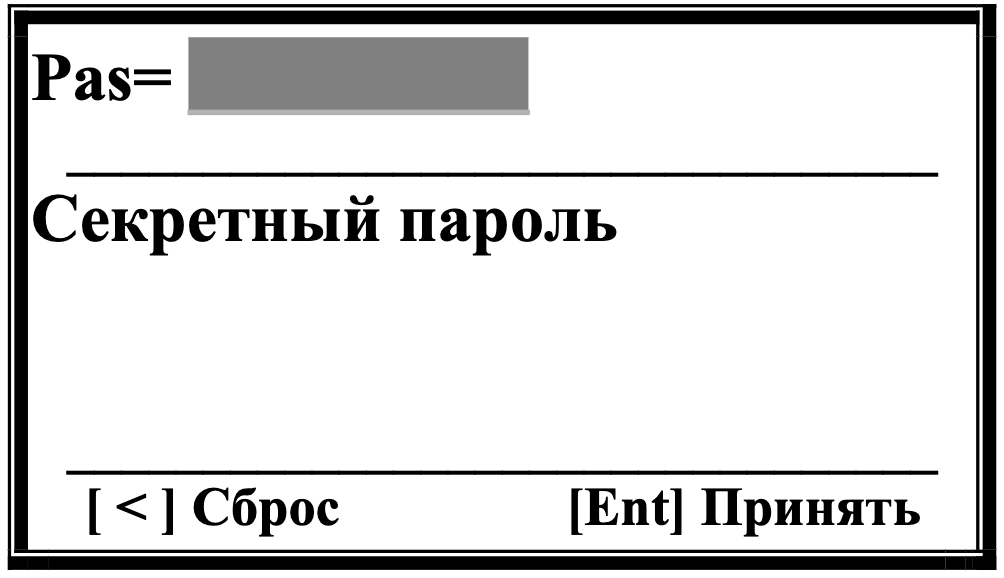 Pas=
Секретный пароль
[ < ] Сброс [Ent] Принять